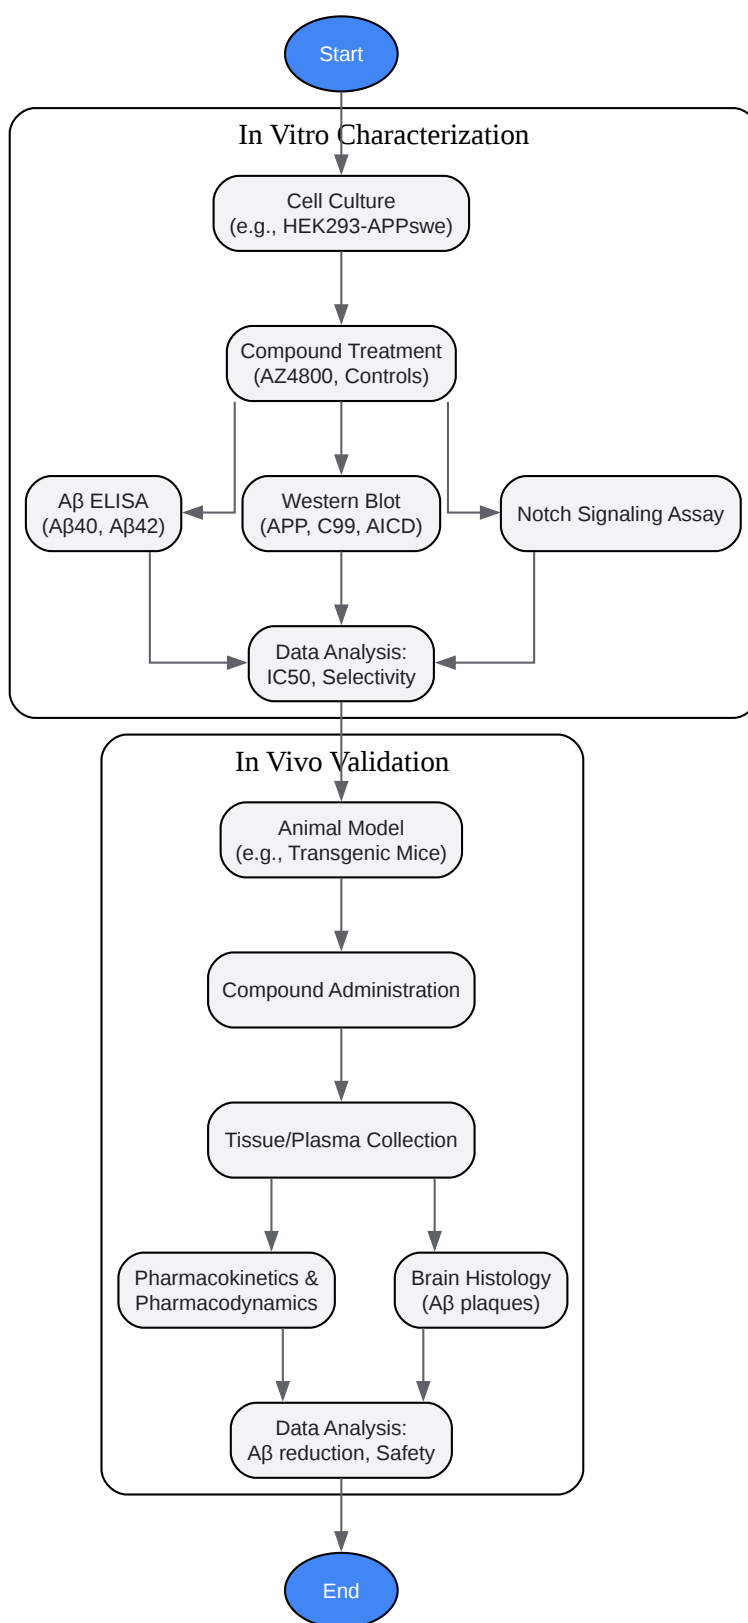 Start
In Vitro Characterization
Cell Culture
(e.g., HEK293-APPswe)
Compound Treatment
(AZ4800, Controls)
Aβ ELISA
(Aβ40, Aβ42)
Western Blot
(APP, C99, AICD)
Notch Signaling Assay
Data Analysis:
IC50, Selectivity
In Vivo Validation
Animal Model
(e.g., Transgenic Mice)
Compound Administration
Tissue/Plasma Collection
Pharmacokinetics &
Pharmacodynamics
Brain Histology
(Aβ plaques)
Data Analysis:
Aβ reduction, Safety
End